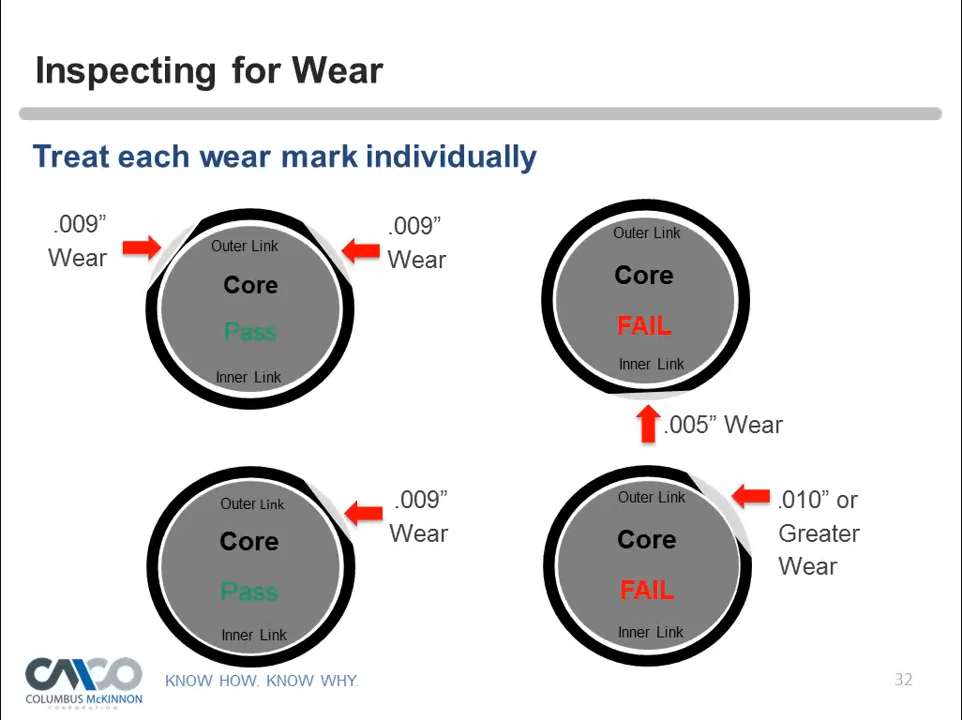 Inspecting for Wear
Treat each wear mark individually
.009”
Wear
Outer Link
Core
Pass
Inner Link
.009”
Wear
Outer Link
Core
FAIL
Inner Link
.005” Wear
Outer Link
Core
Pass
Inner Link
.009”
Wear
Outer Link
Core
FAIL
Inner Link
.010” or
Greater
Wear
CMCO
COLUMBUS McKINNON
CORPORATION
KNOW HOW. KNOW WHY.
32